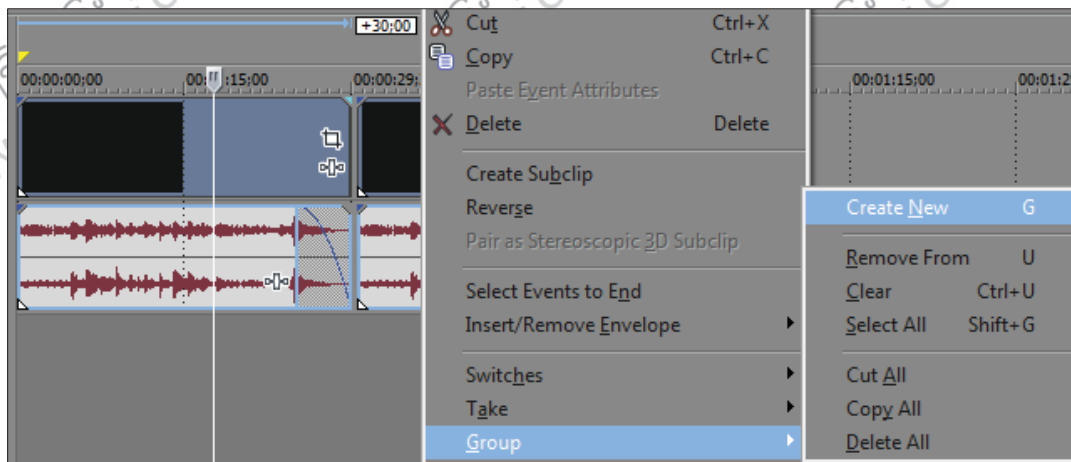 +30:00
00:00:00;00
00:
:15;00
00:00:29;
00:01:15;00
00:01:2
Cut Ctrl+X
Copy Ctrl+C
Paste Event Attributes
Delete Delete
Create Subclip
Reverse
Pair as Stereoscopic 3D Subclip
Select Events to End
Insert/Remove Envelope
Switches
Take
Group
Create New G
Remove From U
Clear Ctrl+U
Select All Shift+G
Cut All
Copy All
Delete All